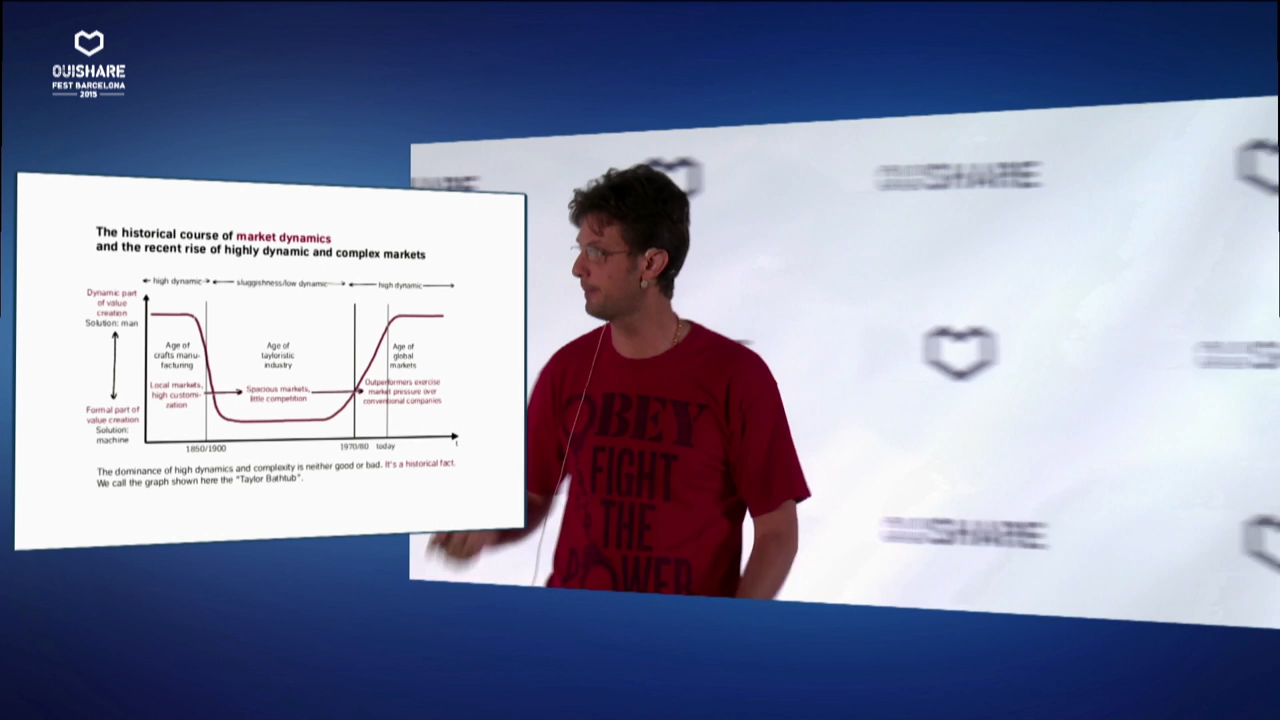 OUISHARE
FEST BARCELONA
2015
OUISHARE
The historical course of market dynamics
and the recent rise of highly dynamic and complex markets
high dynamic
sluggishness/low dynamic
high dynamic
Dynamic part
of value
creation
Solution: man
Formal part of
value creation
Solution:
machine
Age of
crafts manu-
facturing
Age of
tayloristic
industry
Age of
global
markets
Local markets,
high customi-
zation
Spacious markets,
little competition
Outperformers exercise
market pressure over
conventional companies
1850/1900
1970/80
today
t
The dominance of high dynamics and complexity is neither good or bad. It's a historical fact.
We call the graph shown here the "Taylor Bathtub".
OBEY
FIGHT
THE
POWER
OUISHARE